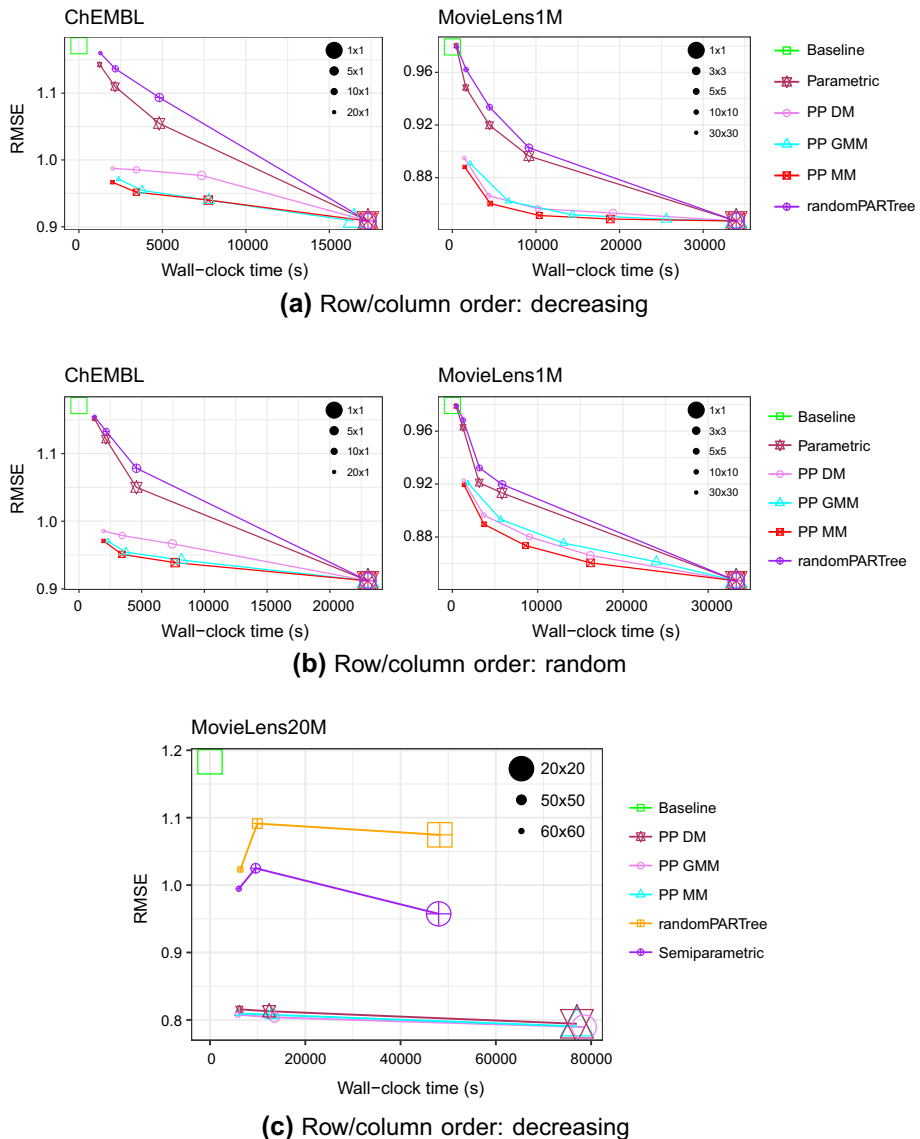 ChEMBL
MovieLens1M
RMSE
1.1
1.0
0.9
0 5000 10000 15000
Wall−clock time (s)
1x1
5x1
10x1
20x1
0.96
0.92
0.88
0 10000 20000 30000
Wall−clock time (s)
1x1
3x3
5x5
10x10
30x30
Baseline
Parametric
PP DM
PP GMM
PP MM
randomPARTree
(a) Row/column order: decreasing
ChEMBL
MovieLens1M
RMSE
1.1
1.0
0.9
0 5000 10000 15000 20000
Wall−clock time (s)
1x1
5x1
10x1
20x1
0.96
0.92
0.88
0 10000 20000 30000
Wall−clock time (s)
1x1
3x3
5x5
10x10
30x30
Baseline
Parametric
PP DM
PP GMM
PP MM
randomPARTree
(b) Row/column order: random
MovieLens20M
RMSE
1.2
1.1
1.0
0.9
0.8
0 20000 40000 60000 80000
Wall−clock time (s)
20x20
50x50
60x60
Baseline
PP DM
PP GMM
PP MM
randomPARTree
Semiparametric
(c) Row/column order: decreasing